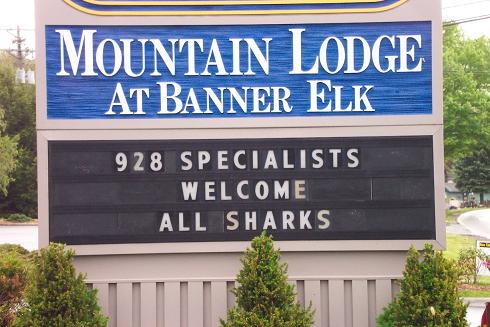 MOUNTAIN LODGE
AT BANNER ELK
928 SPECIALISTS
WELCOME
ALL SHARKS